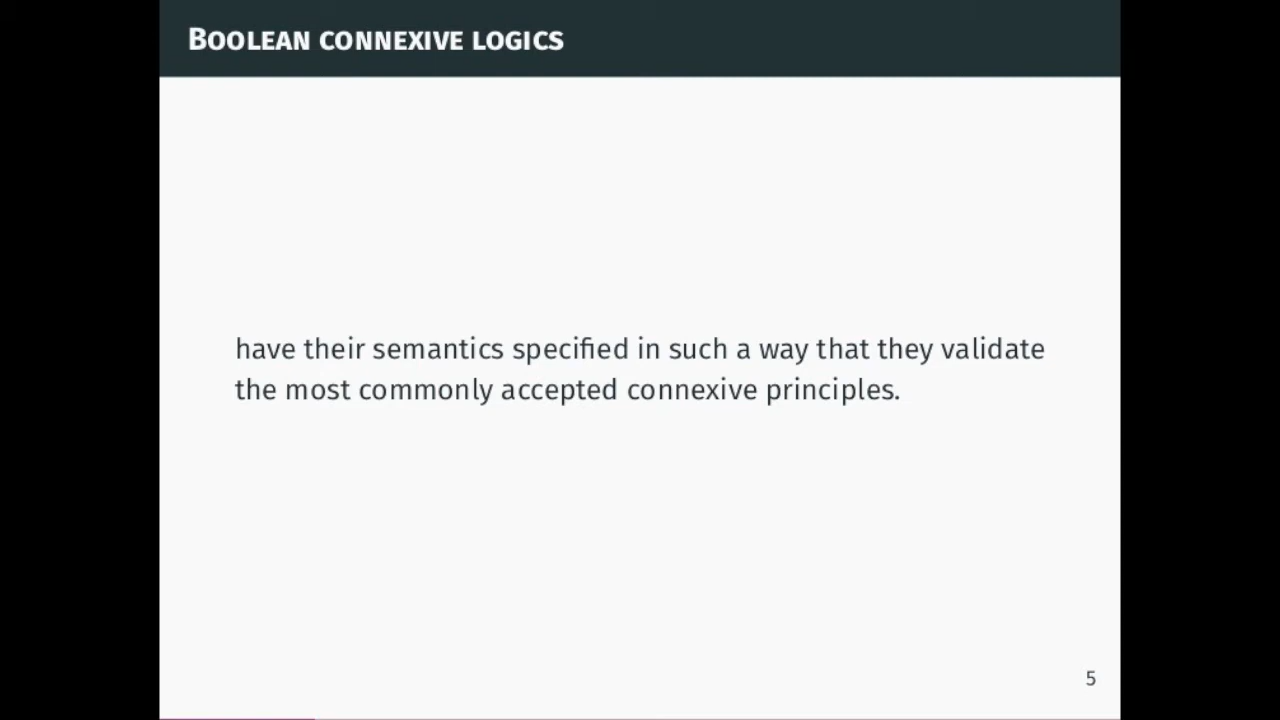 Boolean connexive logics
have their semantics specified in such a way that they validate
the most commonly accepted connexive principles.
5